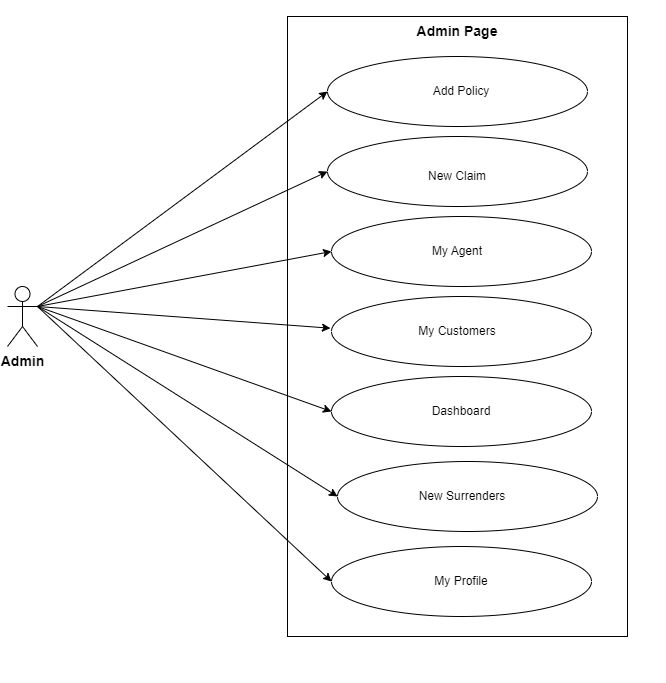 Admin Page
Add Policy
New Claim
My Agent
My Customers
Dashboard
New Surrenders
My Profile
Admin